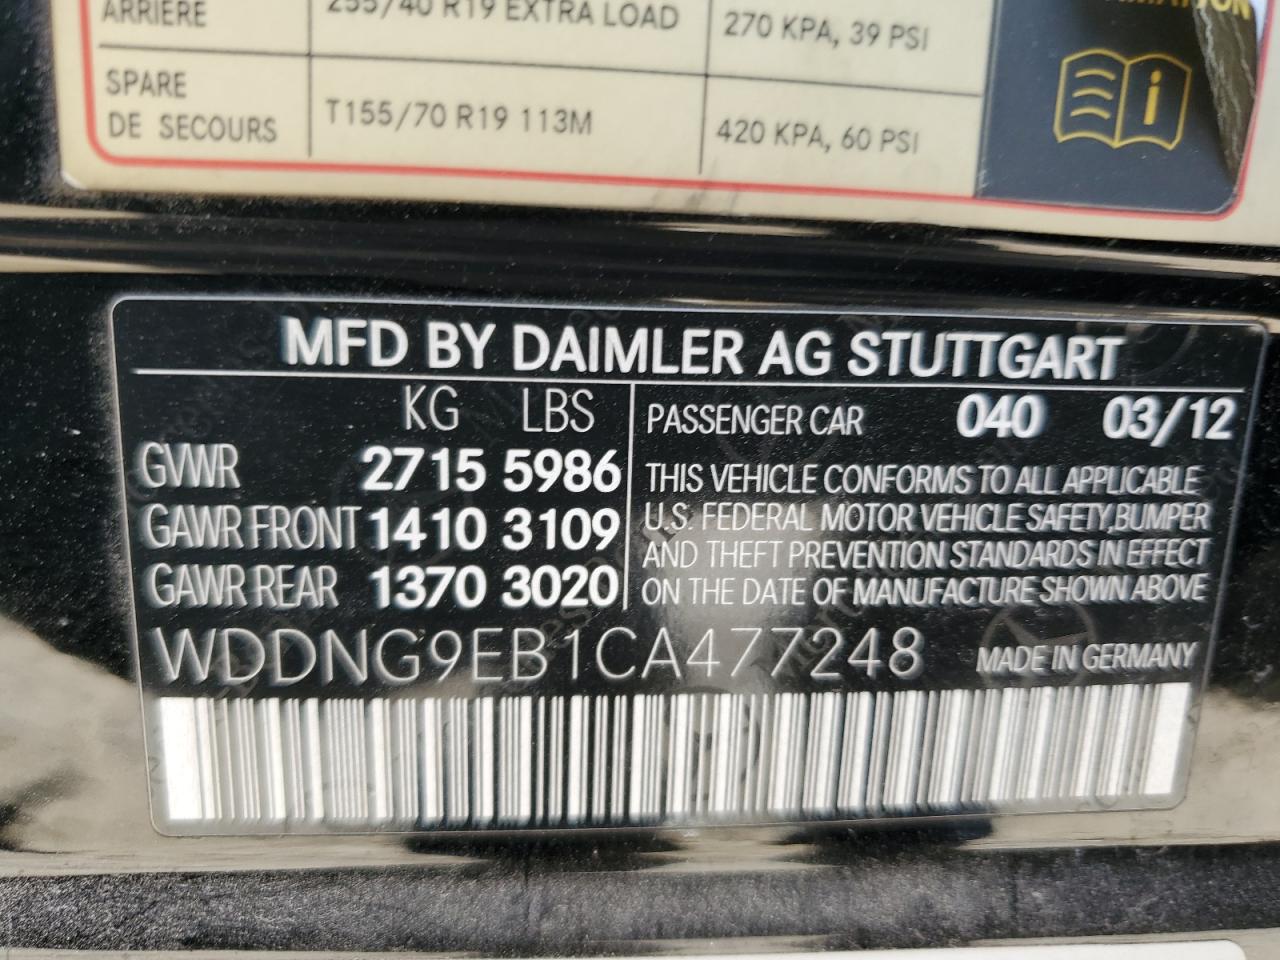 ARRIÈRE 255/40 R19 EXTRA LOAD 270 KPA, 39 PSI
SPARE
DE SECOURS T155/70 R19 113M 420 KPA, 60 PSI
MFD BY DAIMLER AG STUTTGART
KG LBS
PASSENGER CAR 040 03/12
GVWR 2715 5986
GAWR FRONT 1410 3109
GAWR REAR 1370 3020
THIS VEHICLE CONFORMS TO ALL APPLICABLE
U.S. FEDERAL MOTOR VEHICLE SAFETY, BUMPER
AND THEFT PREVENTION STANDARDS IN EFFECT
ON THE DATE OF MANUFACTURE SHOWN ABOVE
WDDNG9EB1CA477248 MADE IN GERMANY